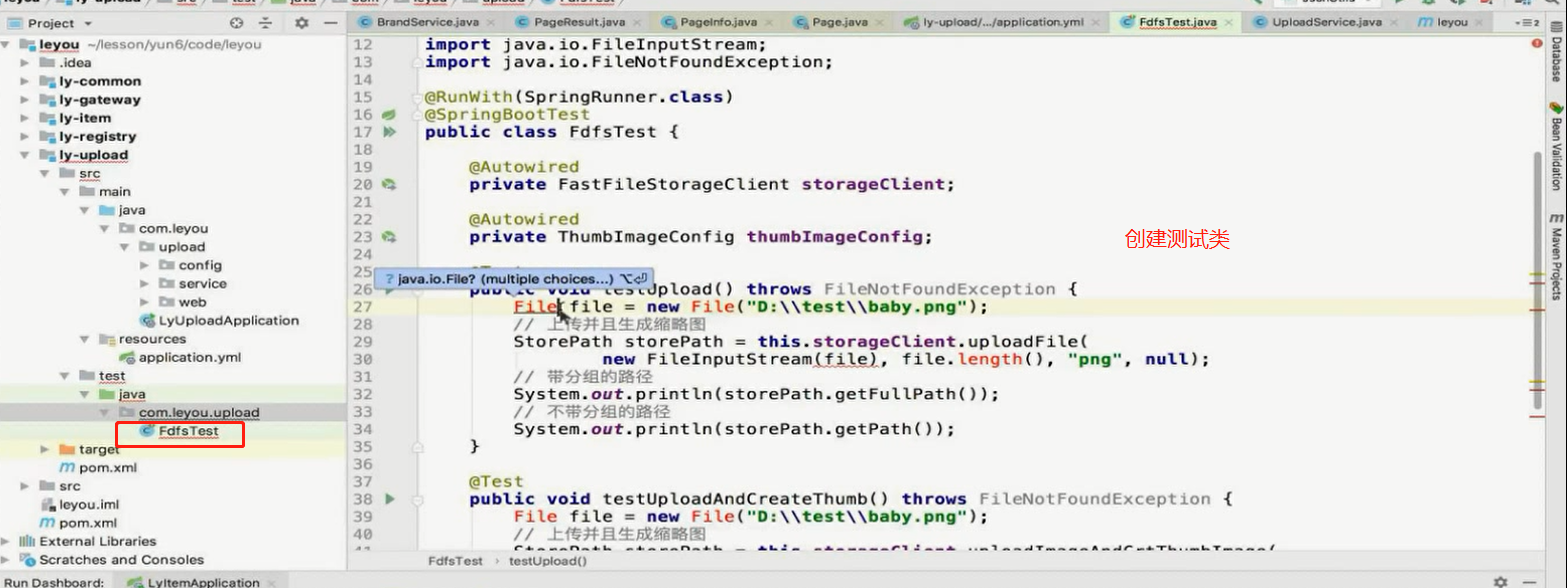 Project
BrandService.java
PageResult.java
PageInfo.java
Page.java
ly-upload/.../application.yml
FdfsTest.java
UploadService.java
leyou
leyou ~/lesson/yun6/code/leyou
.idea
ly-common
ly-gateway
ly-item
ly-registry
ly-upload
src
main
java
com.leyou
upload
config
service
web
LyUploadApplication
resources
application.yml
test
java
com.leyou.upload
FdfsTest
target
pom.xml
src
leyou.iml
pom.xml
External Libraries
Scratches and Consoles
12 import java.io.FileInputStream;
13 import java.io.FileNotFoundException;
14
15 @RunWith(SpringRunner.class)
16 @SpringBootTest
17 public class FdfsTest {
18
19 @Autowired
20 private FastFileStorageClient storageClient;
21
22 @Autowired
23 private ThumbImageConfig thumbImageConfig;
24
25
? java.io.File? (multiple choices...) ⌥⏎
26 public void testUpload() throws FileNotFoundException {
27 File file = new File("D:\\test\\baby.png");
28 // 上传并且生成缩略图
29 StorePath storePath = this.storageClient.uploadFile(
30 new FileInputStream(file), file.length(), "png", null);
31 // 带分组的路径
32 System.out.println(storePath.getFullPath());
33 // 不带分组的路径
34 System.out.println(storePath.getPath());
35 }
36
37 @Test
38 public void testUploadAndCreateThumb() throws FileNotFoundException {
39 File file = new File("D:\\test\\baby.png");
40 // 上传并且生成缩略图
StorePath storePath = this.storageClient.uploadImageAndCrtThumbImage(
创建测试类
FdfsTest › testUpload()
Database
Bean Validation
Maven Projects
Run Dashboard:
LyItemApplication